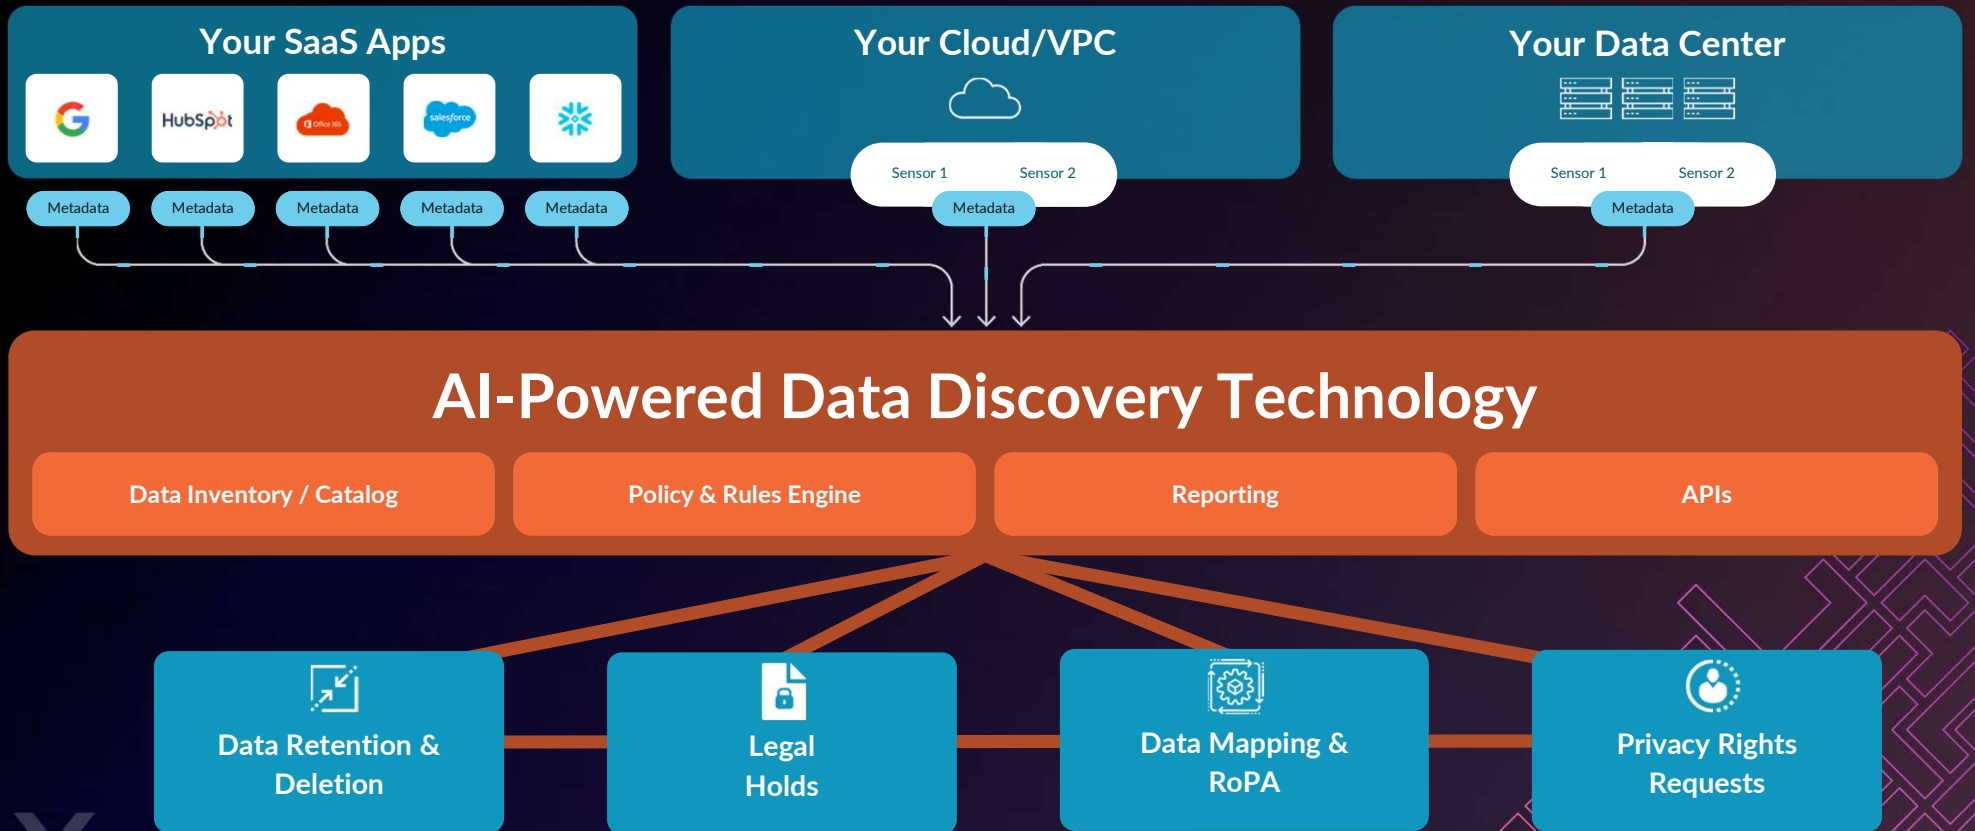 Your SaaS Apps
Your Cloud/VPC
Your Data Center
HubSpot
Office 365
salesforce
Sensor 1
Sensor 2
Sensor 1
Sensor 2
Metadata
Metadata
Metadata
Metadata
Metadata
Metadata
Metadata
AI-Powered Data Discovery Technology
Data Inventory / Catalog
Policy & Rules Engine
Reporting
APIs
Data Retention &
Deletion
Legal
Holds
Data Mapping &
RoPA
Privacy Rights
Requests